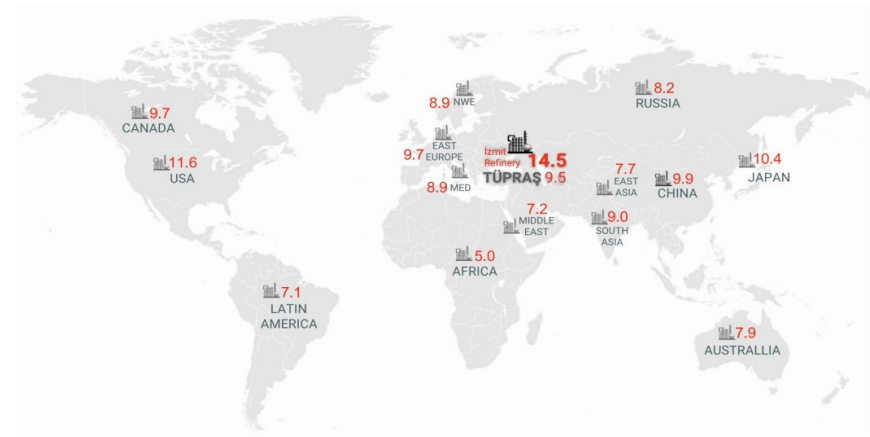 9.7
CANADA
11.6
USA
7.1
LATIN
AMERICA
8.9 NWE
9.7 EAST
EUROPE
8.9 MED
İzmit
Refinery 14.5
TÜPRAŞ 9.5
7.2
MIDDLE
EAST
5.0
AFRICA
8.2
RUSSIA
7.7
EAST
ASIA
9.9
CHINA
9.0
SOUTH
ASIA
10.4
JAPAN
7.9
AUSTRALLIA